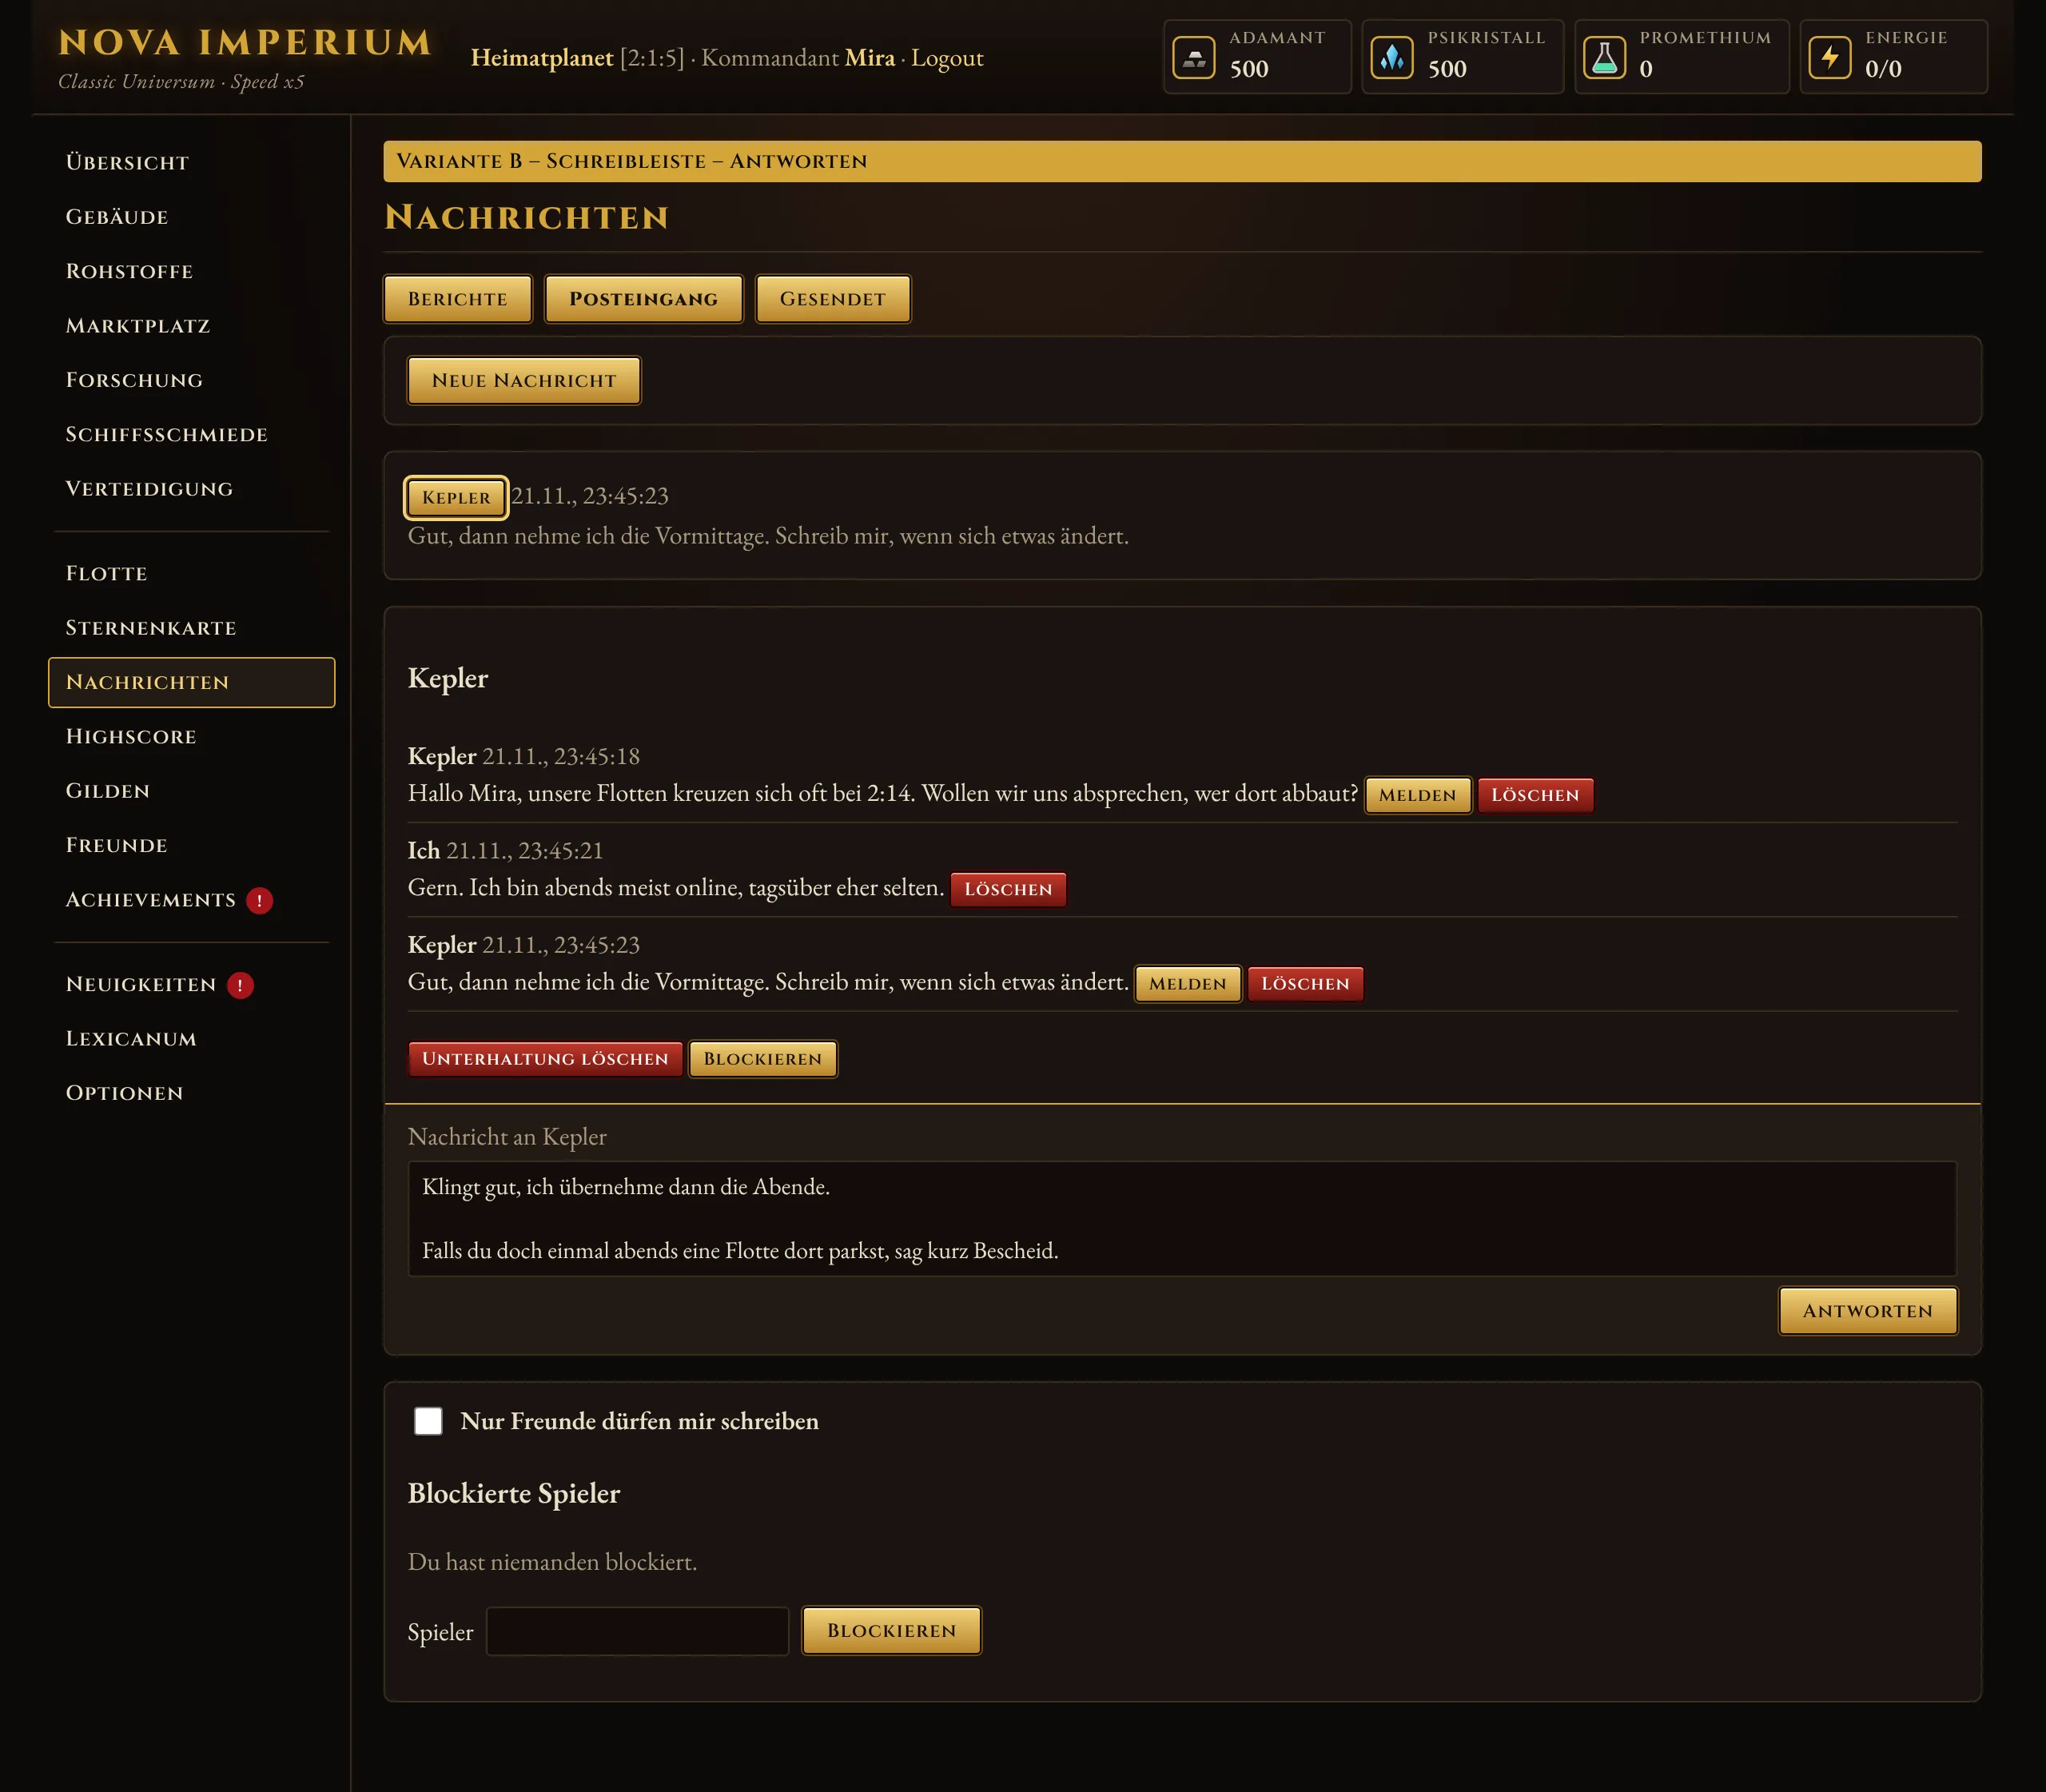 NOVA IMPERIUM
Classic Universum · Speed x5
Heimatplanet [2:1:5] · Kommandant Mira · Logout
ADAMANT
500
PSIKRISTALL
500
PROMETHIUM
0
ENERGIE
0/0
Übersicht
Gebäude
Rohstoffe
Marktplatz
Forschung
Schiffsschmiede
Verteidigung
Flotte
Sternenkarte
Nachrichten
Highscore
Gilden
Freunde
Achievements !
Neuigkeiten !
Lexicanum
Optionen
Variante B – Schreibleiste – Antworten
Nachrichten
Berichte
Posteingang
Gesendet
Neue Nachricht
Kepler 21.11., 23:45:23
Gut, dann nehme ich die Vormittage. Schreib mir, wenn sich etwas ändert.
Kepler
Kepler 21.11., 23:45:18
Hallo Mira, unsere Flotten kreuzen sich oft bei 2:14. Wollen wir uns absprechen, wer dort abbaut? Melden Löschen
Ich 21.11., 23:45:21
Gern. Ich bin abends meist online, tagsüber eher selten. Löschen
Kepler 21.11., 23:45:23
Gut, dann nehme ich die Vormittage. Schreib mir, wenn sich etwas ändert. Melden Löschen
Unterhaltung löschen Blockieren
Nachricht an Kepler
Klingt gut, ich übernehme dann die Abende.
Falls du doch einmal abends eine Flotte dort parkst, sag kurz Bescheid.
Antworten
Nur Freunde dürfen mir schreiben
Blockierte Spieler
Du hast niemanden blockiert.
Spieler Blockieren